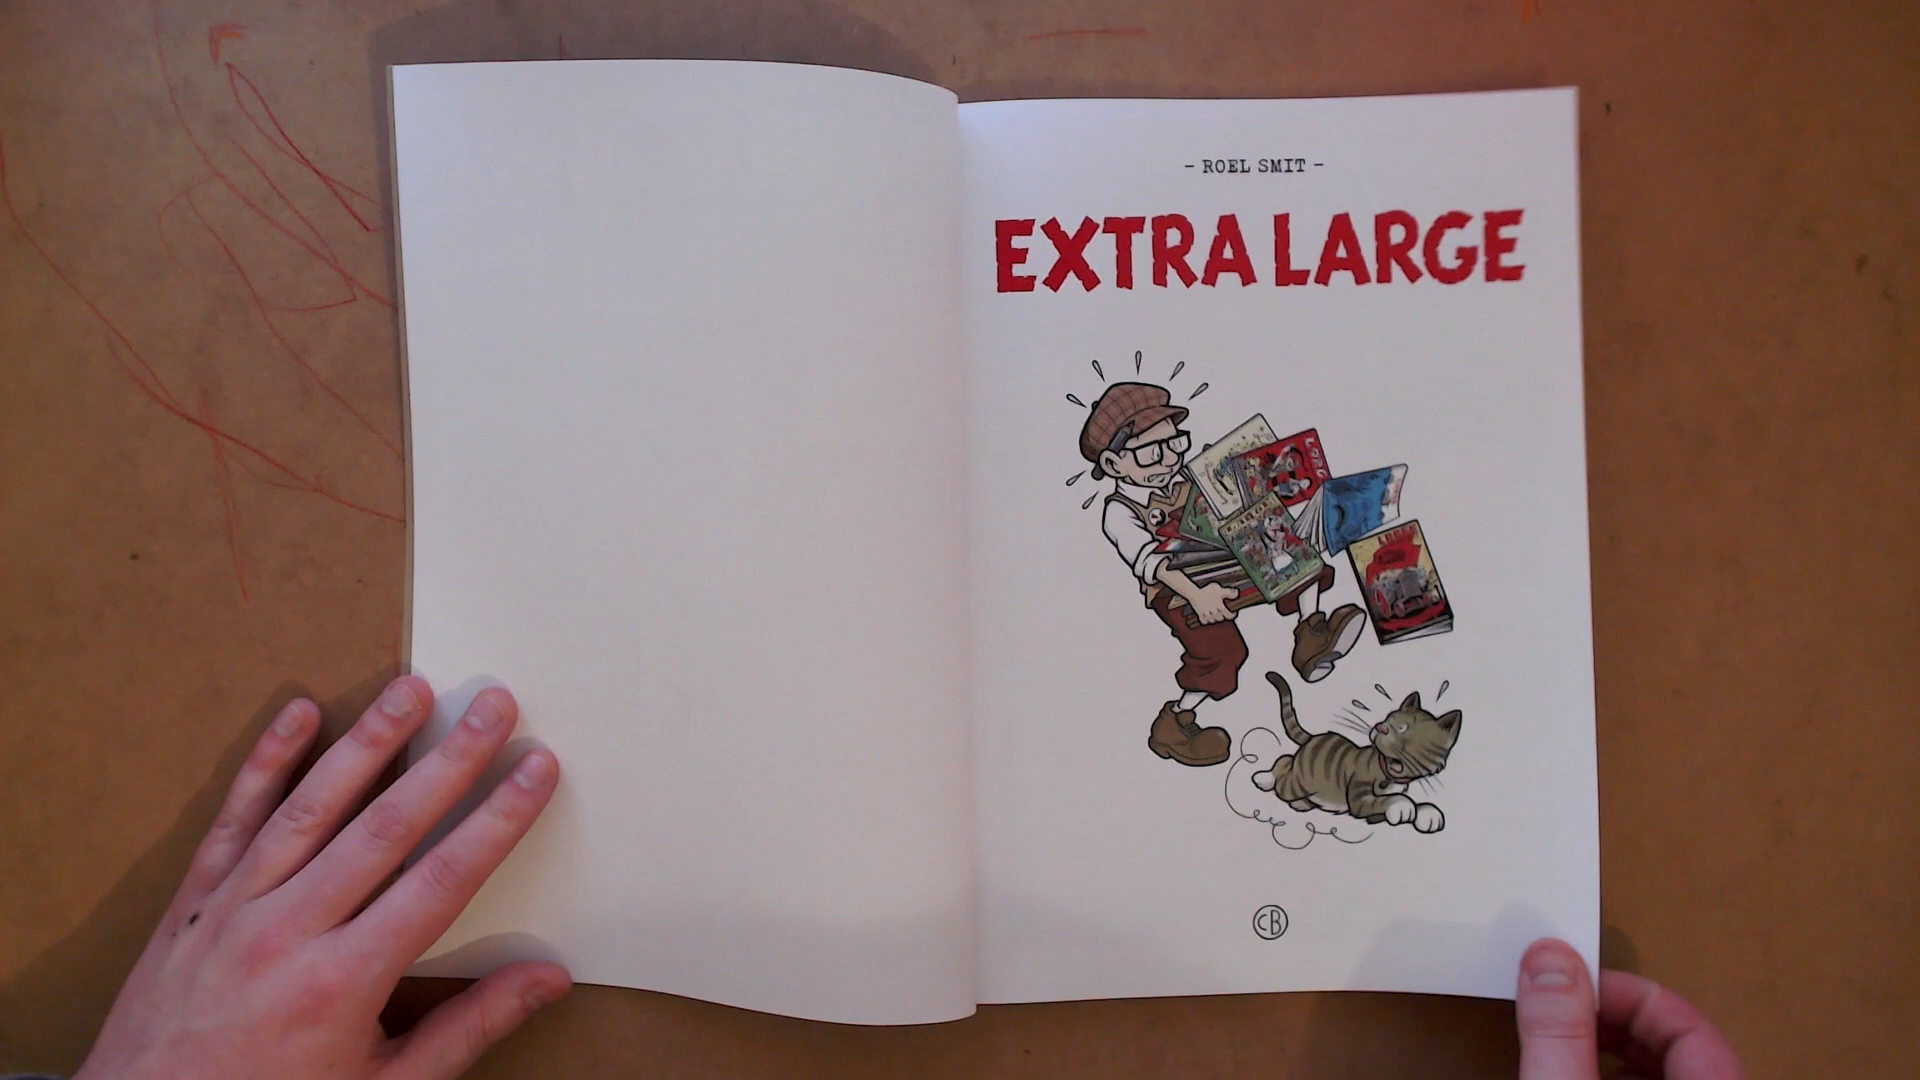 – ROEL SMIT –
EXTRA LARGE
CB